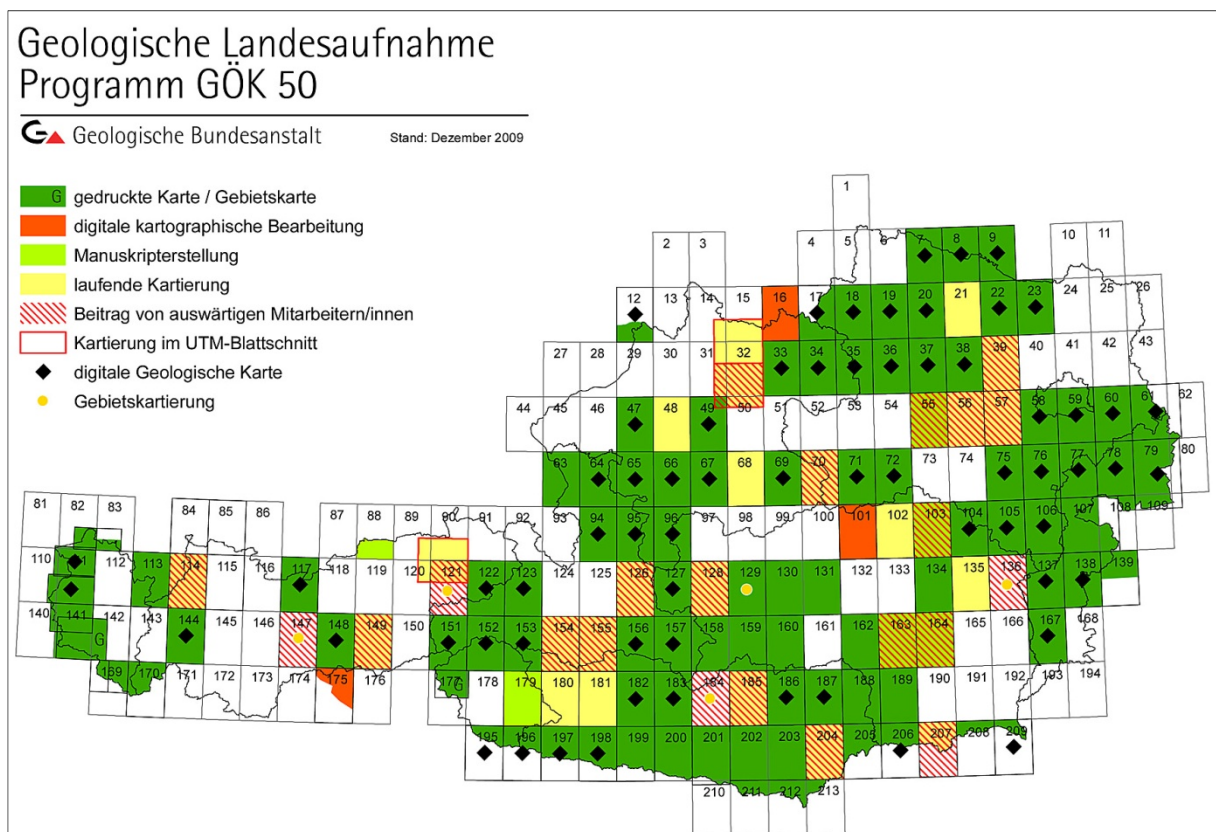 Geologische Landesaufnahme
Programm GÖK 50
Geologische Bundesanstalt Stand: Dezember 2009
G gedruckte Karte / Gebietskarte
digitale kartographische Bearbeitung
Manuskripterstellung
laufende Kartierung
Beitrag von auswärtigen Mitarbeitern/innen
Kartierung im UTM-Blattschnitt
digitale Geologische Karte
Gebietskartierung
1
2 3 4 5 6 7 8 9 10 11
12 13 14 15 16 17 18 19 20 21 22 23 24 25 26
27 28 29 30 31 32 33 34 35 36 37 38 39 40 41 42 43
44 45 46 47 48 49 50 51 52 53 54 55 56 57 58 59 60 61 62
63 64 65 66 67 68 69 70 71 72 73 74 75 76 77 78 79 80
81 82 83 84 85 86 87 88 89 90 91 92 93 94 95 96 97 98 99 100 101 102 103 104 105 106 107 108 109
110 111 112 113 114 115 116 117 118 119 120 121 122 123 124 125 126 127 128 129 130 131 132 133 134 135 136 137 138 139
140 141 142 143 144 145 146 147 148 149 150 151 152 153 154 155 156 157 158 159 160 161 162 163 164 165 166 167 168
G
169 170 171 172 173 174 175 176 177 178 179 180 181 182 183 184 185 186 187 188 189 190 191 192 193 194
G
195 196 197 198 199 200 201 202 203 204 205 206 207 208 209
210 211 212 213